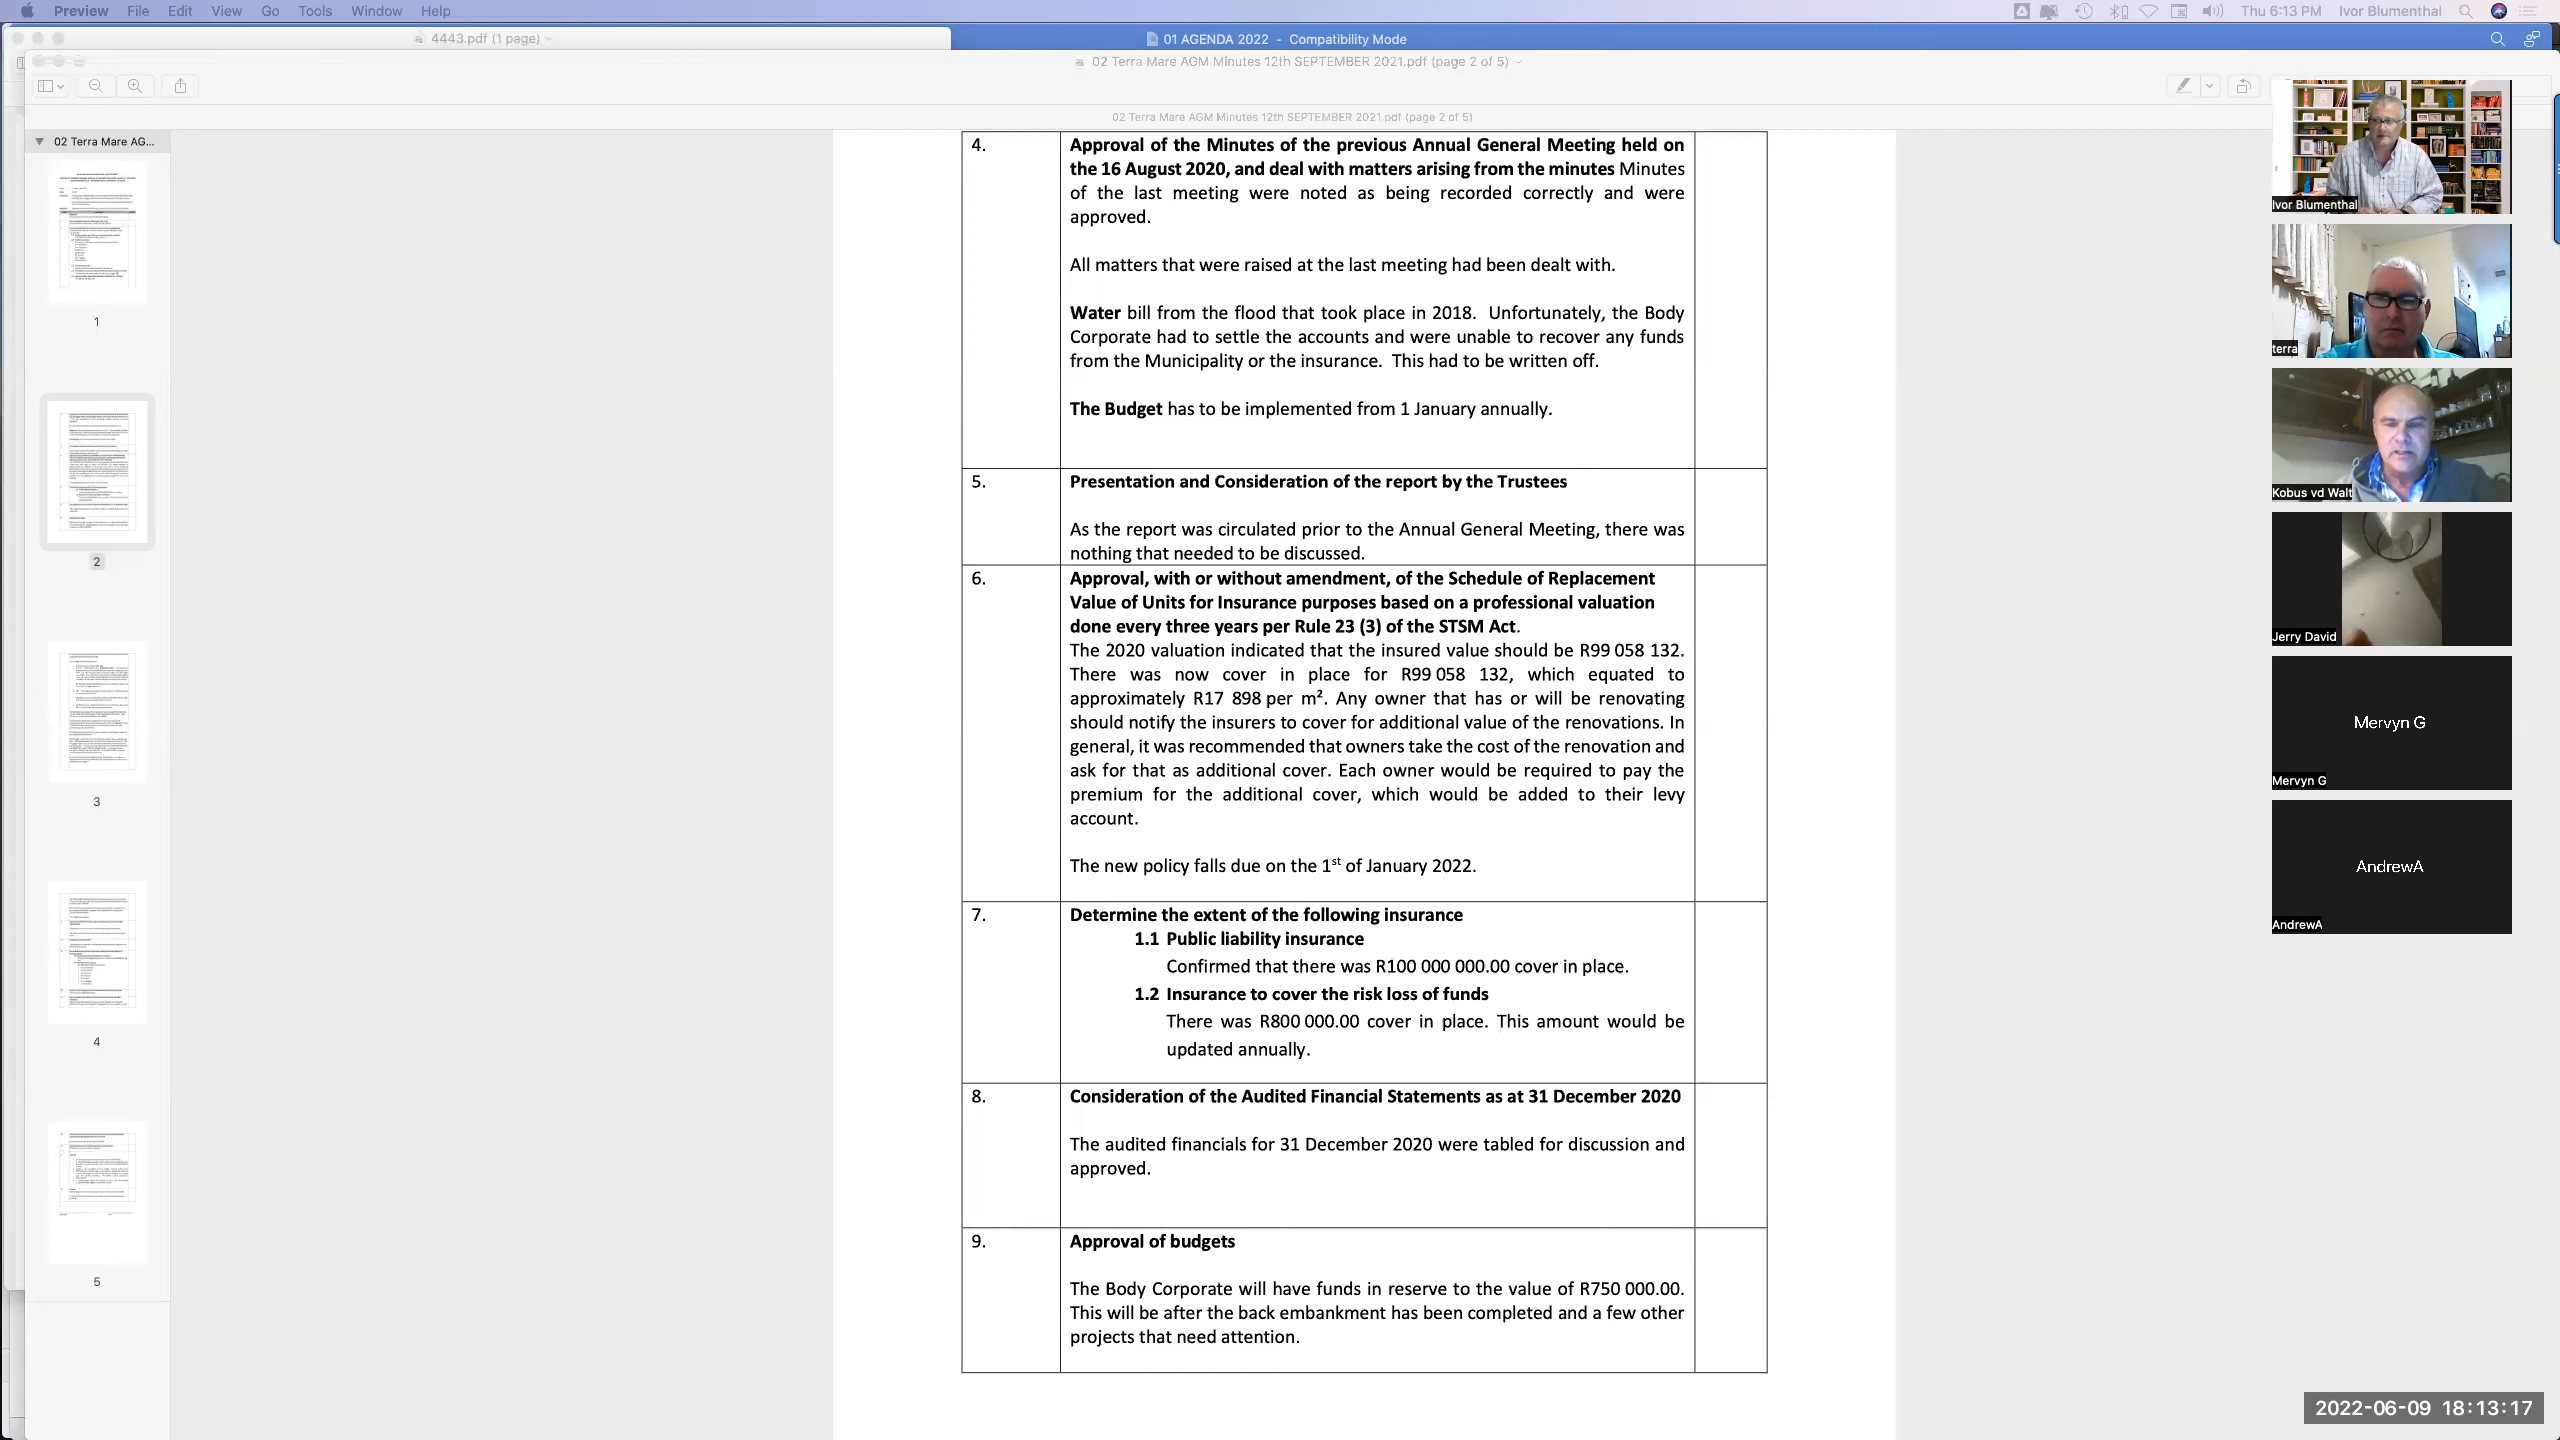 Preview File Edit View Go Tools Window Help
Thu 6:13 PM Ivor Blumenthal
4443.pdf (1 page)
01 AGENDA 2022 - Compatibility Mode
02 Terra Mare AGM Minutes 12th SEPTEMBER 2021.pdf (page 2 of 5)
02 Terra Mare AGM Minutes 12th SEPTEMBER 2021.pdf (page 2 of 5)
02 Terra Mare AG...
1
2
3
4
5
4. Approval of the Minutes of the previous Annual General Meeting held on
the 16 August 2020, and deal with matters arising from the minutes Minutes
of the last meeting were noted as being recorded correctly and were
approved.
All matters that were raised at the last meeting had been dealt with.
Water bill from the flood that took place in 2018. Unfortunately, the Body
Corporate had to settle the accounts and were unable to recover any funds
from the Municipality or the insurance. This had to be written off.
The Budget has to be implemented from 1 January annually.
5. Presentation and Consideration of the report by the Trustees
As the report was circulated prior to the Annual General Meeting, there was
nothing that needed to be discussed.
6. Approval, with or without amendment, of the Schedule of Replacement
Value of Units for Insurance purposes based on a professional valuation
done every three years per Rule 23 (3) of the STSM Act.
The 2020 valuation indicated that the insured value should be R99 058 132.
There was now cover in place for R99 058 132, which equated to
approximately R17 898 per m². Any owner that has or will be renovating
should notify the insurers to cover for additional value of the renovations. In
general, it was recommended that owners take the cost of the renovation and
ask for that as additional cover. Each owner would be required to pay the
premium for the additional cover, which would be added to their levy
account.
The new policy falls due on the 1st of January 2022.
7. Determine the extent of the following insurance
1.1 Public liability insurance
Confirmed that there was R100 000 000.00 cover in place.
1.2 Insurance to cover the risk loss of funds
There was R800 000.00 cover in place. This amount would be
updated annually.
8. Consideration of the Audited Financial Statements as at 31 December 2020
The audited financials for 31 December 2020 were tabled for discussion and
approved.
9. Approval of budgets
The Body Corporate will have funds in reserve to the value of R750 000.00.
This will be after the back embankment has been completed and a few other
projects that need attention.
Ivor Blumenthal
terra
Kobus vd Walt
Jerry David
Mervyn G
Mervyn G
AndrewA
AndrewA
2022-06-09 18:13:17